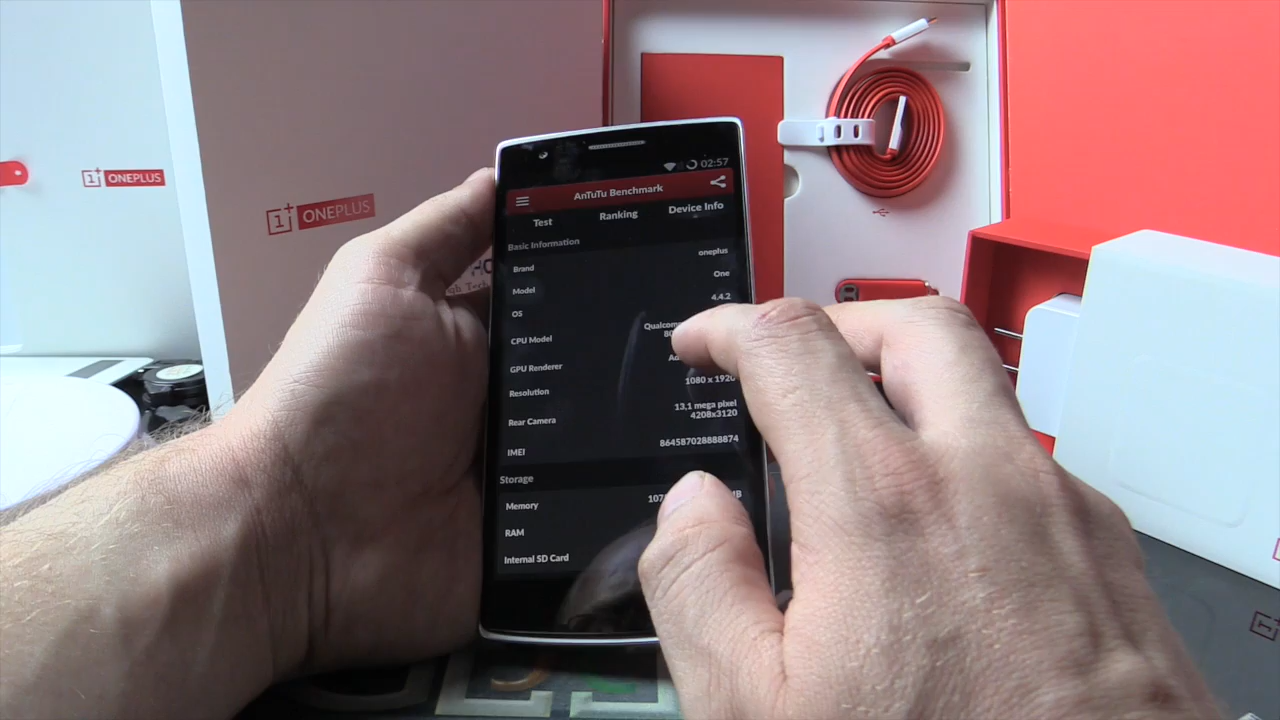 1+ ONEPLUS
1+ ONEPLUS
02:57
AnTuTu Benchmark
Test Ranking Device Info
Basic Information
Brand oneplus
Model One
OS 4.4.2
CPU Model
GPU Renderer
Resolution 1080 x 1920
Rear Camera 13,1 mega pixel
4208x3120
IMEI 864587028888874
Storage
Memory
RAM
Internal SD Card